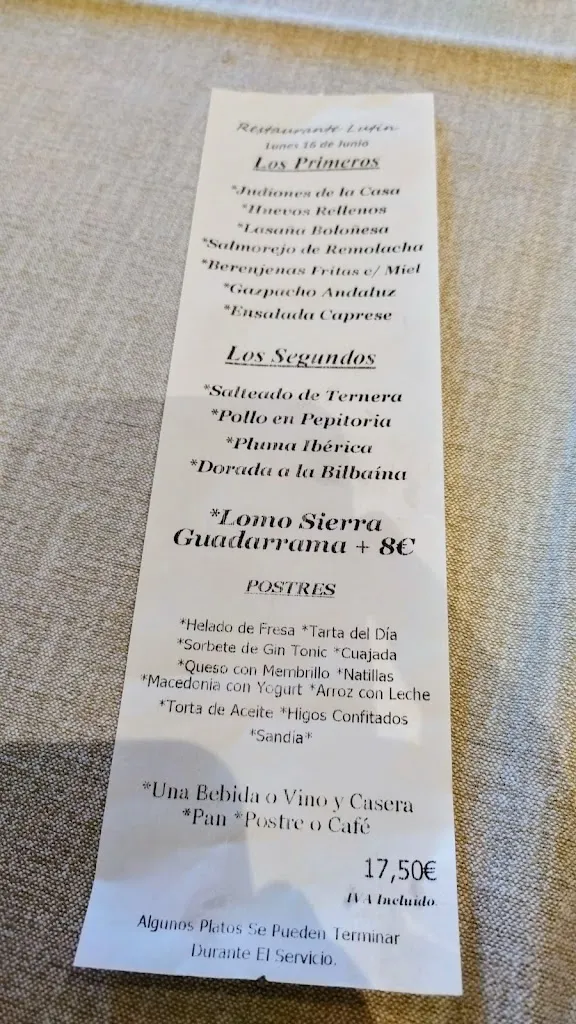 Restaurante Lutin
Lunes 16 de Junio
Los Primeros
*Judiones de la Casa
*Huevos Rellenos
*Lasaña Boloñesa
*Salmorejo de Remolacha
*Berenjenas Fritas c/ Miel
*Gazpacho Andaluz
*Ensalada Caprese
Los Segundos
*Salteado de Ternera
*Pollo en Pepitoria
*Pluma Ibérica
*Dorada a la Bilbaína
*Lomo Sierra
Guadarrama + 8€
POSTRES
*Helado de Fresa *Tarta del Día
*Sorbete de Gin Tonic *Cuajada
*Queso con Membrillo *Natillas
*Macedonia con Yogurt *Arroz con Leche
*Torta de Aceite *Higos Confitados
*Sandía*
*Una Bebida o Vino y Casera
*Pan *Postre o Café
17,50€
IVA Incluido.
Algunos Platos Se Pueden Terminar
Durante El Servicio.